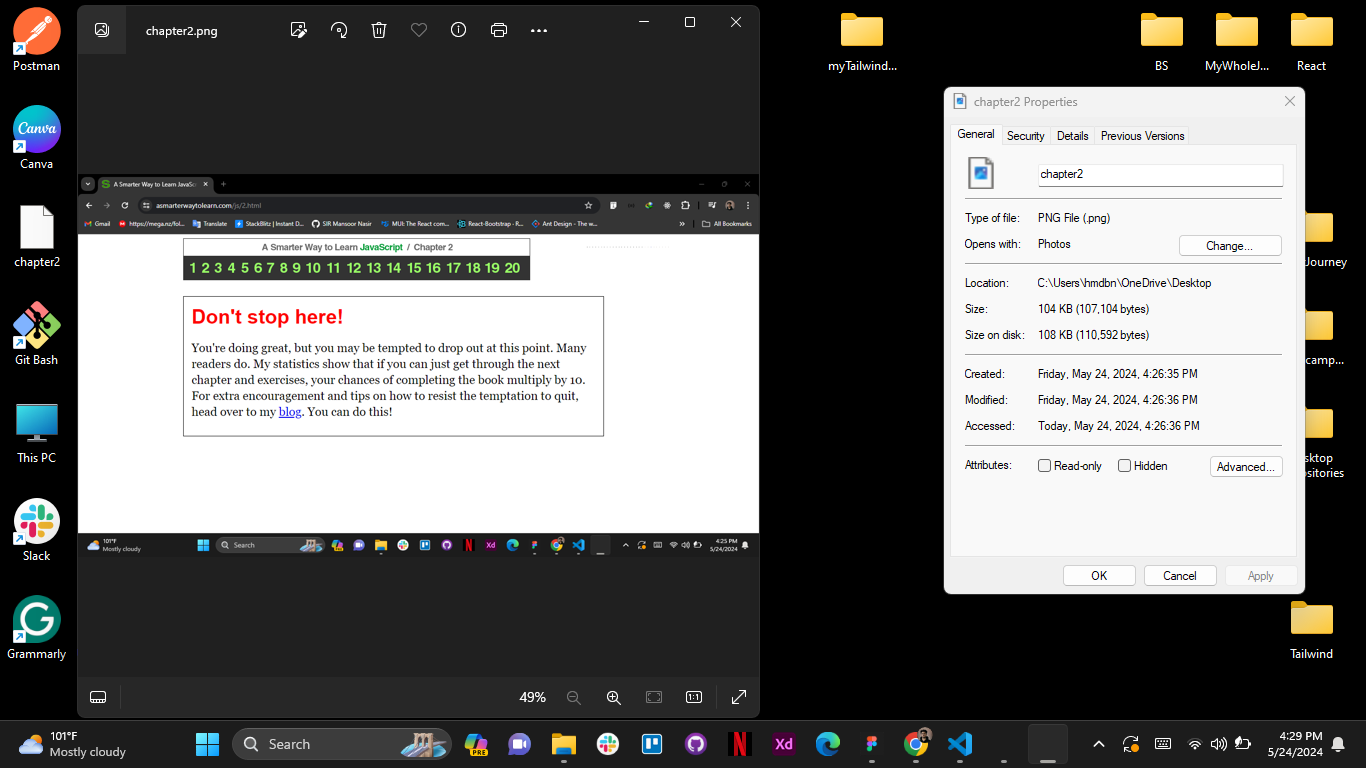 Postman
Canva
chapter2
Git Bash
This PC
Slack
Grammarly
chapter2.png
A Smarter Way to Learn JavaSc
asmarterwaytolearn.com/js/2.html
Gmail
https://mega.nz/fol...
Translate
StackBlitz | Instant D...
SIR Mansoor Nasir
MUI: The React com...
React-Bootstrap · R...
Ant Design - The w...
»
All Bookmarks
A Smarter Way to Learn JavaScript / Chapter 2
1 2 3 4 5 6 7 8 9 10 11 12 13 14 15 16 17 18 19 20
Don't stop here!
You're doing great, but you may be tempted to drop out at this point. Many
readers do. My statistics show that if you can just get through the next
chapter and exercises, your chances of completing the book multiply by 10.
For extra encouragement and tips on how to resist the temptation to quit,
head over to my blog. You can do this!
101°F
Mostly cloudy
Search
Xd
4:25 PM
5/24/2024
49%
1:1
myTailwind...
BS
MyWholeJ...
React
Journey
camp...
sktop
ositories
Tailwind
chapter2 Properties
General
Security
Details
Previous Versions
chapter2
Type of file:
PNG File (.png)
Opens with:
Photos
Change...
Location:
C:\Users\hmdbn\OneDrive\Desktop
Size:
104 KB (107,104 bytes)
Size on disk:
108 KB (110,592 bytes)
Created:
Friday, May 24, 2024, 4:26:35 PM
Modified:
Friday, May 24, 2024, 4:26:36 PM
Accessed:
Today, May 24, 2024, 4:26:36 PM
Attributes:
Read-only
Hidden
Advanced...
OK
Cancel
Apply
101°F
Mostly cloudy
Search
PRE
Xd
4:29 PM
5/24/2024